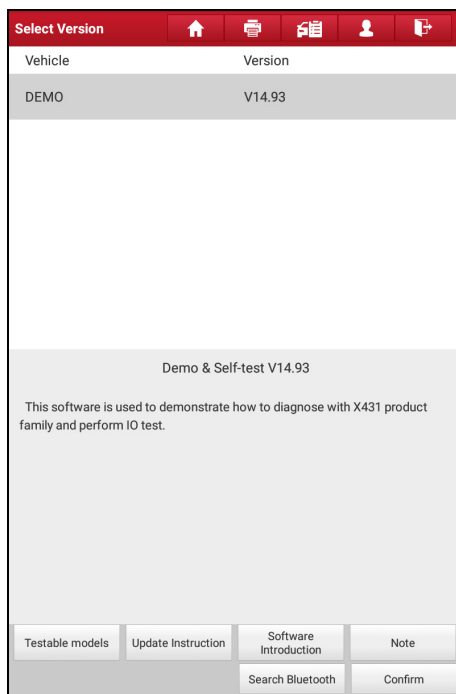 Select Version
Vehicle Version
DEMO V14.93
Demo & Self-test V14.93
This software is used to demonstrate how to diagnose with X431 product
family and perform IO test.
Testable models Update Instruction Software Introduction Note
Search Bluetooth Confirm